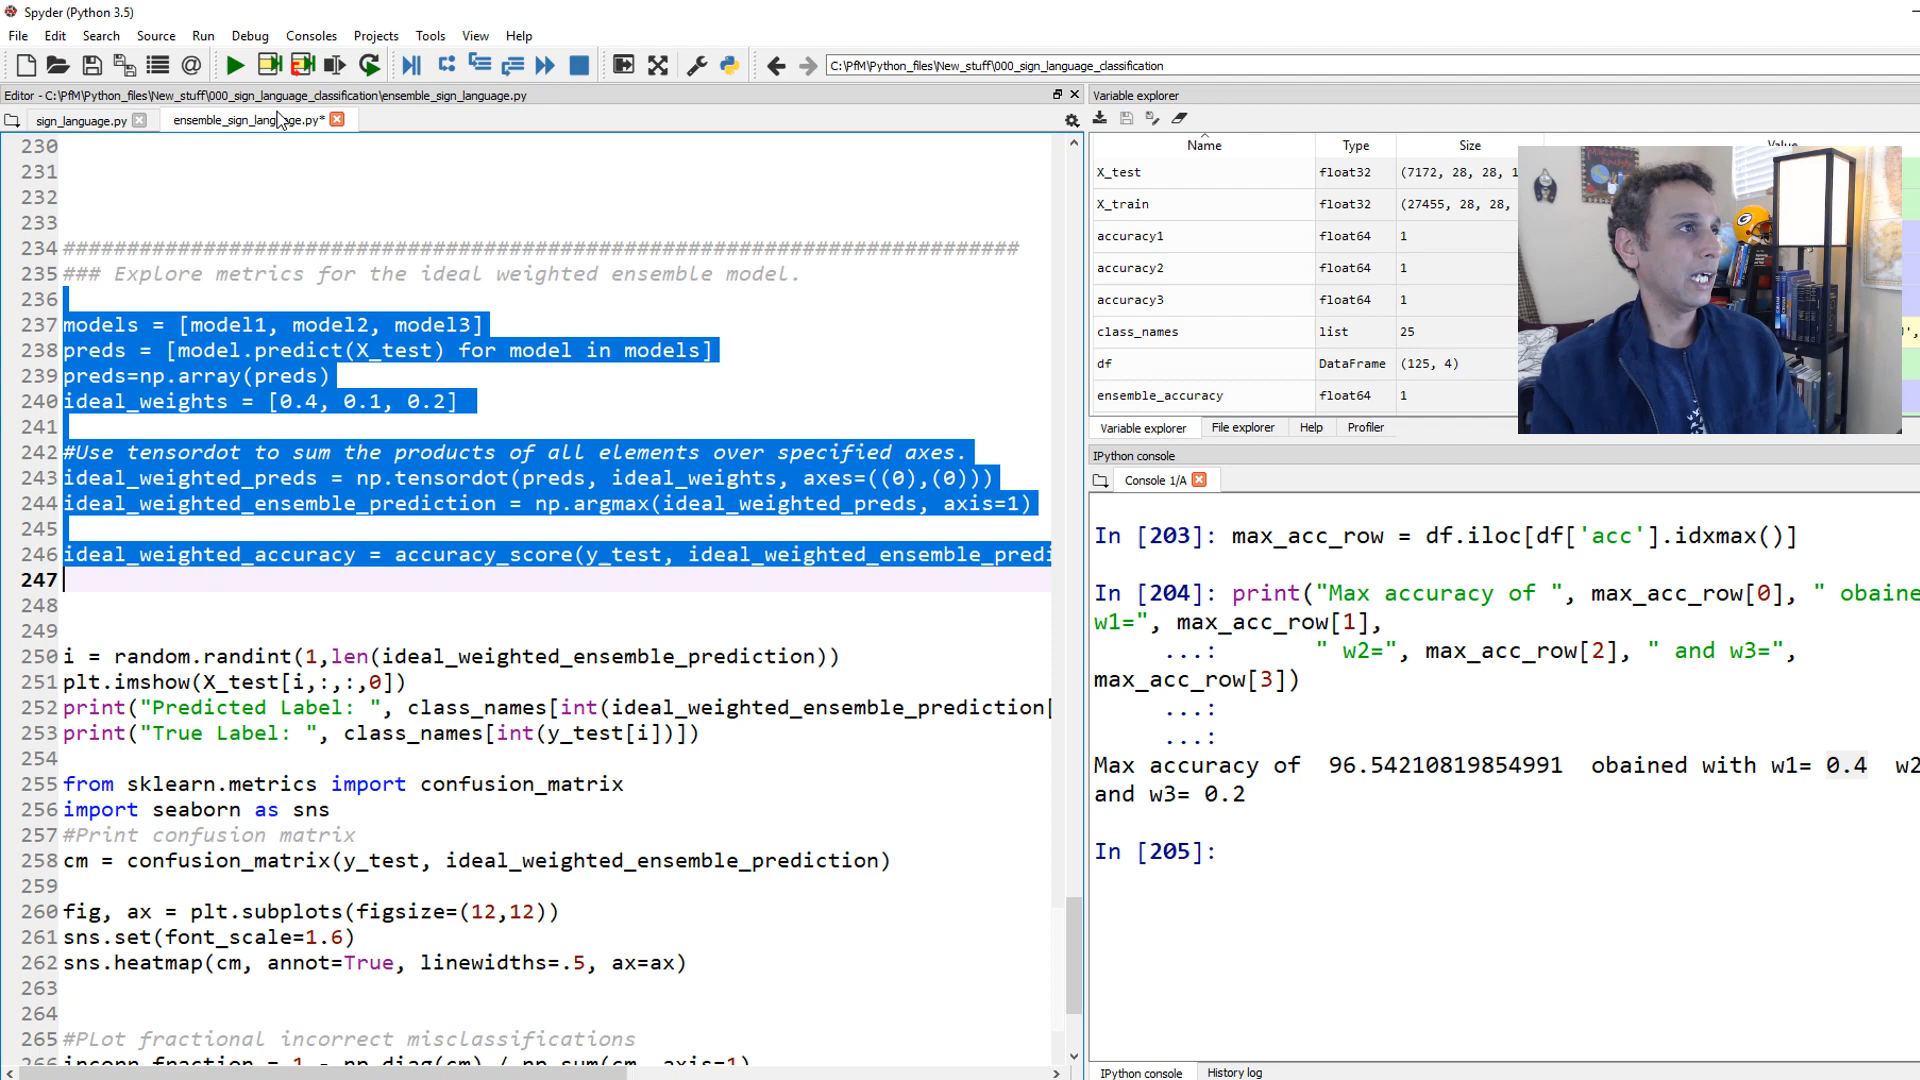 Spyder (Python 3.5)
File Edit Search Source Run Debug Consoles Projects Tools View Help
C:\PfM\Python_files\New_stuff\000_sign_language_classification
Editor - C:\PfM\Python_files\New_stuff\000_sign_language_classification\ensemble_sign_language.py
sign_language.py
ensemble_sign_language.py*
230
231
232
233
234 ###########################################################################
235 ### Explore metrics for the ideal weighted ensemble model.
236
237 models = [model1, model2, model3]
238 preds = [model.predict(X_test) for model in models]
239 preds=np.array(preds)
240 ideal_weights = [0.4, 0.1, 0.2]
241
242 #Use tensordot to sum the products of all elements over specified axes.
243 ideal_weighted_preds = np.tensordot(preds, ideal_weights, axes=((0),(0)))
244 ideal_weighted_ensemble_prediction = np.argmax(ideal_weighted_preds, axis=1)
245
246 ideal_weighted_accuracy = accuracy_score(y_test, ideal_weighted_ensemble_predi
247
248
249
250 i = random.randint(1,len(ideal_weighted_ensemble_prediction))
251 plt.imshow(X_test[i,:,:,0])
252 print("Predicted Label: ", class_names[int(ideal_weighted_ensemble_prediction[
253 print("True Label: ", class_names[int(y_test[i])])
254
255 from sklearn.metrics import confusion_matrix
256 import seaborn as sns
257 #Print confusion matrix
258 cm = confusion_matrix(y_test, ideal_weighted_ensemble_prediction)
259
260 fig, ax = plt.subplots(figsize=(12,12))
261 sns.set(font_scale=1.6)
262 sns.heatmap(cm, annot=True, linewidths=.5, ax=ax)
263
264
265 #PLot fractional incorrect misclassifications
266 incorr_fraction = 1 - np.diag(cm) / np.sum(cm, axis=1)
Variable explorer
Name Type Size Value
X_test float32 (7172, 28, 28, 1
X_train float32 (27455, 28, 28,
accuracy1 float64 1
accuracy2 float64 1
accuracy3 float64 1
class_names list 25
df DataFrame (125, 4)
ensemble_accuracy float64 1
Variable explorer File explorer Help Profiler
IPython console
Console 1/A
In [203]: max_acc_row = df.iloc[df['acc'].idxmax()]
In [204]: print("Max accuracy of ", max_acc_row[0], " obaine
w1=", max_acc_row[1],
...: " w2=", max_acc_row[2], " and w3=",
max_acc_row[3])
...:
...:
Max accuracy of 96.54210819854991 obained with w1= 0.4 w2
and w3= 0.2
In [205]:
IPython console History log